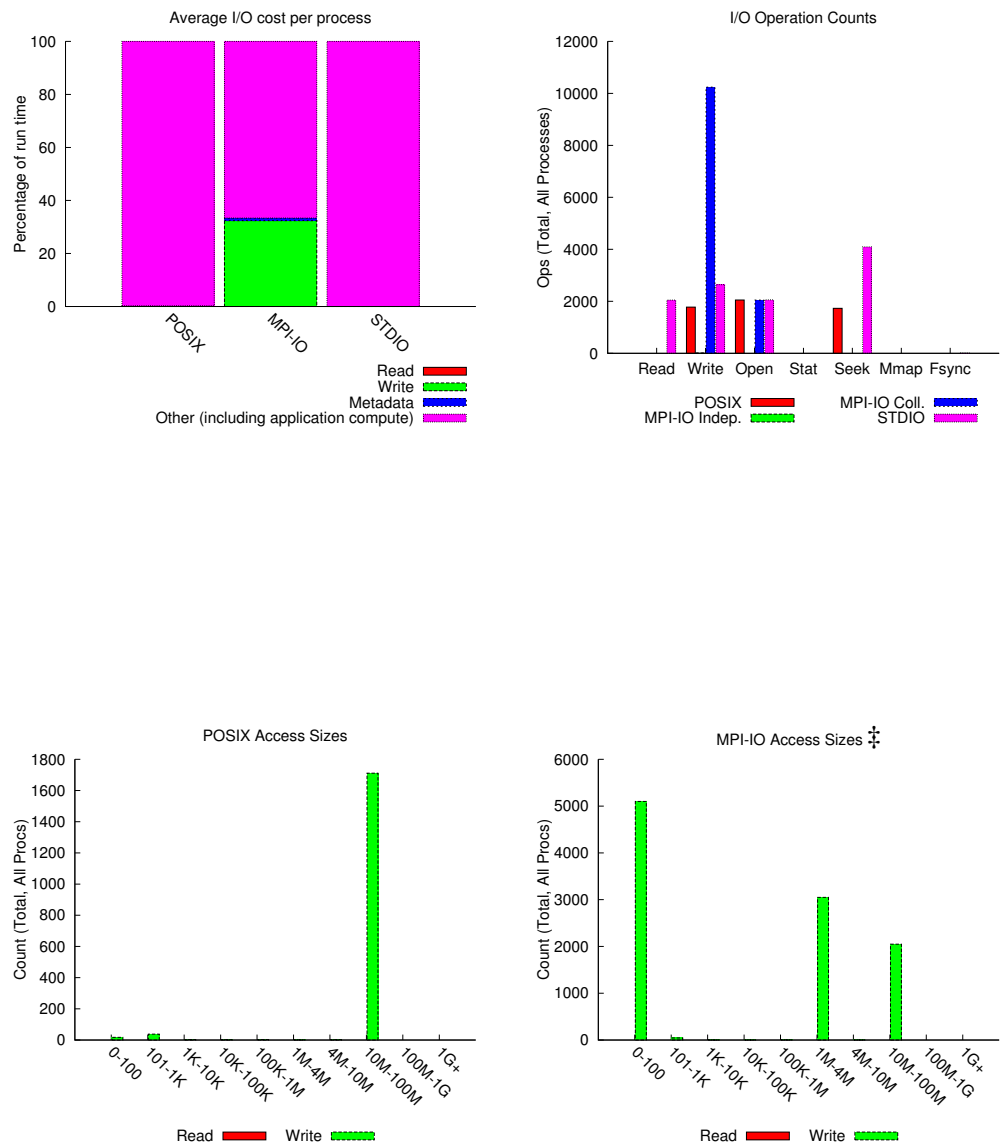 Average I/O cost per process
100
80
60
40
20
0
Percentage of run time
POSIX
MPI-IO
STDIO
Read
Write
Metadata
Other (including application compute)
I/O Operation Counts
12000
10000
8000
6000
4000
2000
0
Ops (Total, All Processes)
Read Write Open Stat Seek Mmap Fsync
POSIX MPI-IO Coll.
MPI-IO Indep. STDIO
POSIX Access Sizes
1800
1600
1400
1200
1000
800
600
400
200
0
Count (Total, All Procs)
0-100
101-1K
1K-10K
10K-100K
100K-1M
1M-4M
4M-10M
10M-100M
100M-1G
1G+
Read Write
MPI-IO Access Sizes ‡
6000
5000
4000
3000
2000
1000
0
Count (Total, All Procs)
0-100
101-1K
1K-10K
10K-100K
100K-1M
1M-4M
4M-10M
10M-100M
100M-1G
1G+
Read Write